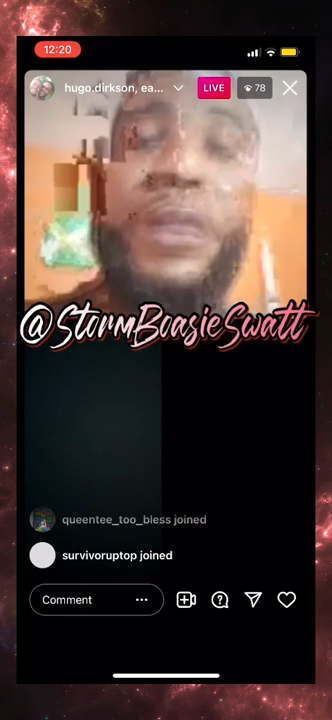 12:20
hugo.dirkson, ea...
LIVE
78
@StormBoasieSwatt
queentee_too_bless joined
survivoruptop joined
Comment